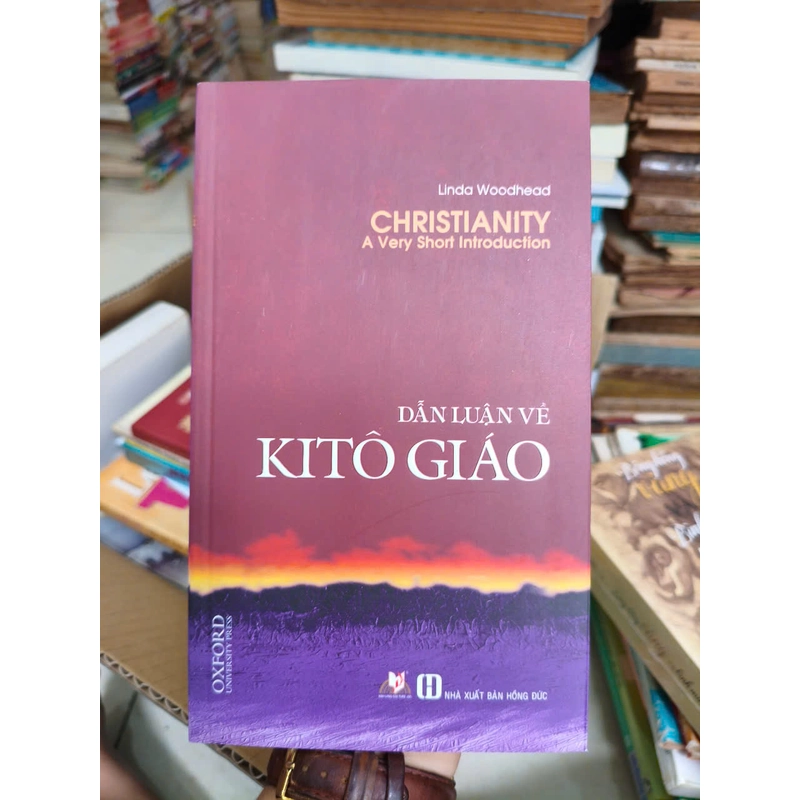 Linda Woodhead
CHRISTIANITY
A Very Short Introduction
DẪN LUẬN VỀ
KITÔ GIÁO
OXFORD
UNIVERSITY PRESS
NHÀ XUẤT BẢN HỒNG ĐỨC